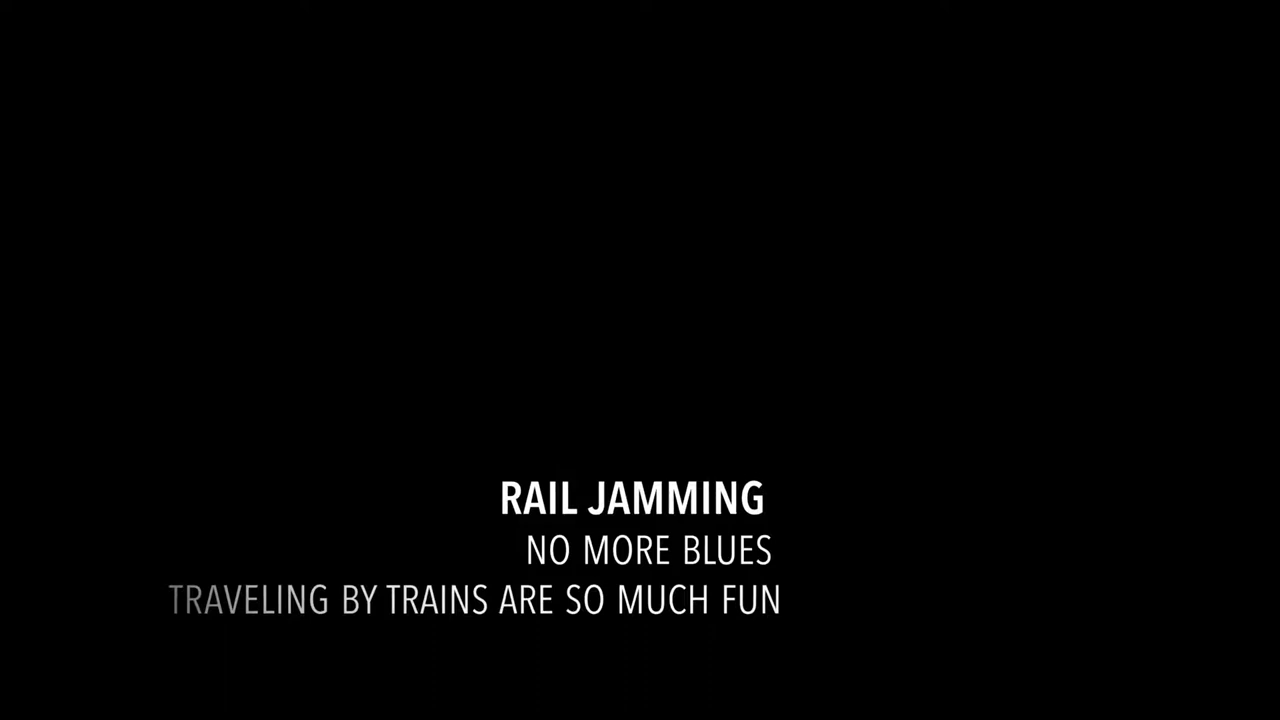 RAIL JAMMING
NO MORE BLUES
TRAVELING BY TRAINS ARE SO MUCH FUN